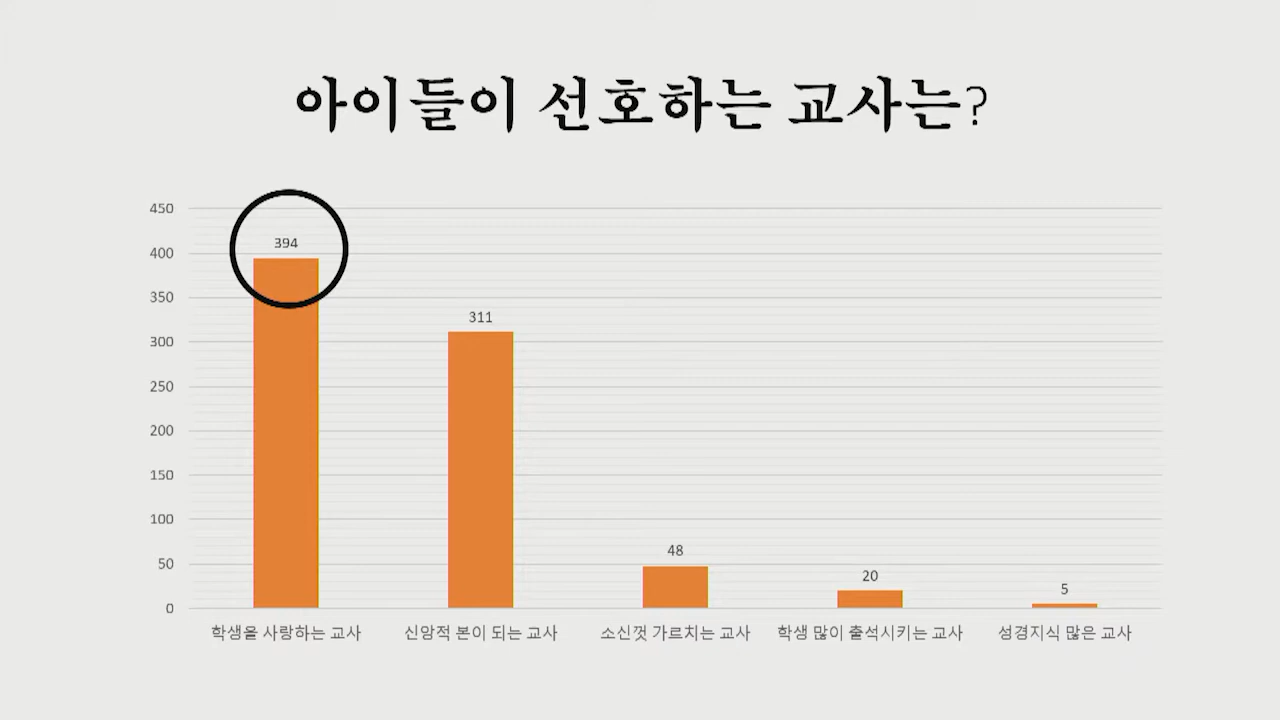 아이들이 선호하는 교사는?
450
400
350
300
250
200
150
100
50
0
394
311
48
20
5
학생을 사랑하는 교사
신앙적 본이 되는 교사
소신껏 가르치는 교사
학생 많이 출석시키는 교사
성경지식 많은 교사